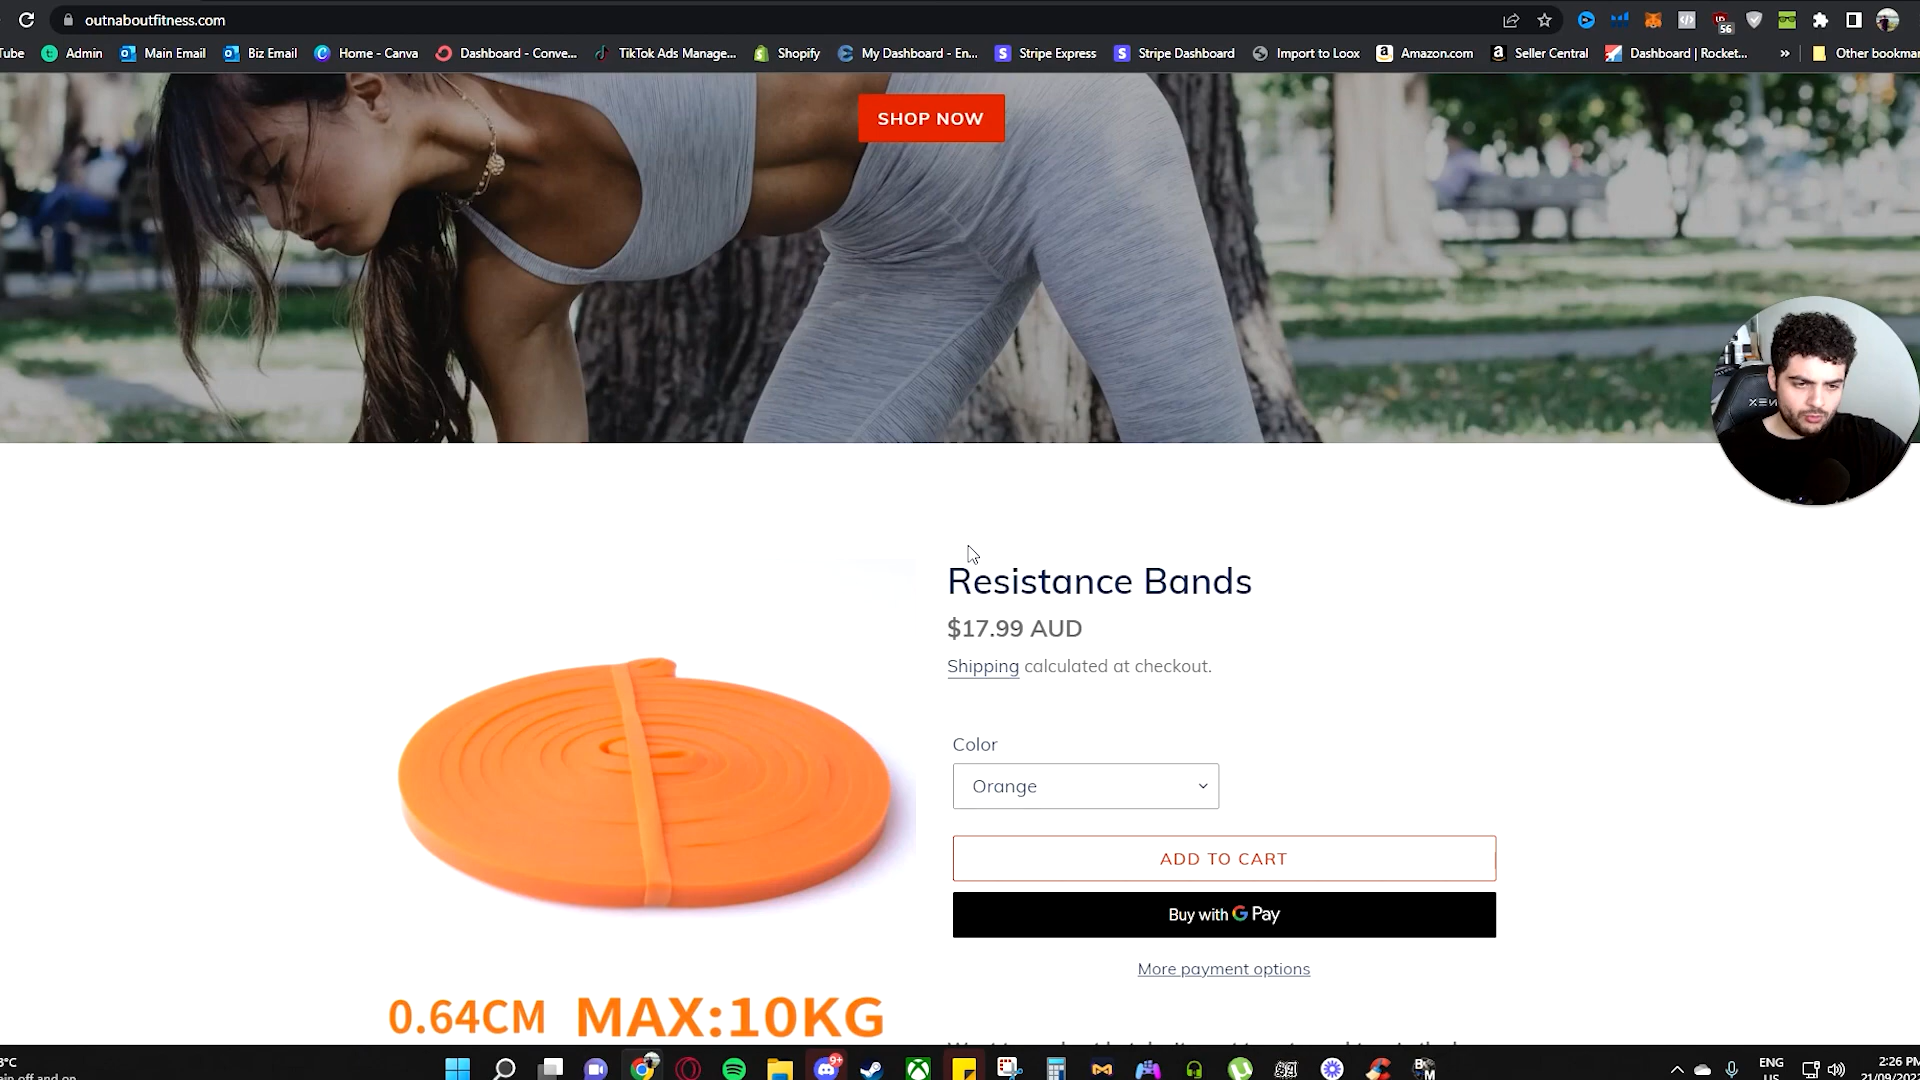 outnaboutfitness.com
56
Tube Admin Main Email Biz Email Home - Canva Dashboard - Conve... TikTok Ads Manage... Shopify My Dashboard - En... Stripe Express Stripe Dashboard Import to Loox Amazon.com Seller Central Dashboard | Rocket... » Other bookmar
SHOP NOW
Resistance Bands
$17.99 AUD
Shipping calculated at checkout.
Color
Orange
ADD TO CART
Buy with G Pay
More payment options
0.64CM MAX:10KG
ENG
US
2:26 PM